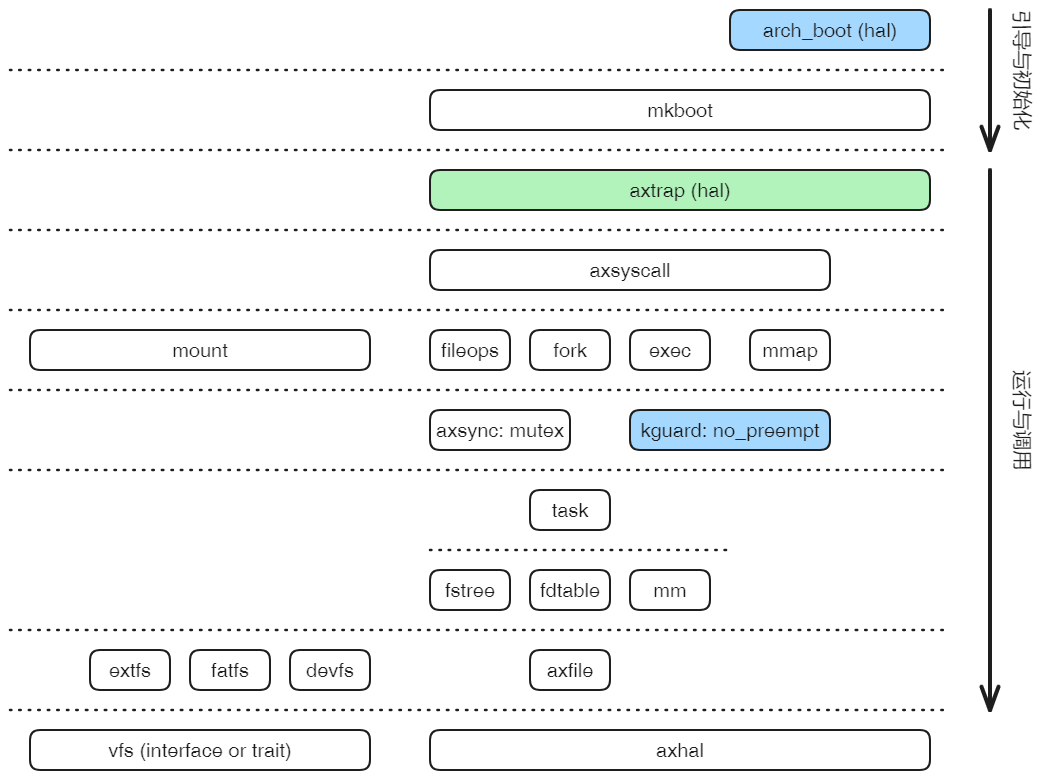 arch_boot (hal)
引导与初始化
mkboot
axtrap (hal)
axsyscall
mount
fileops
fork
exec
mmap
运行与调用
axsync: mutex
kguard: no_preempt
task
fstree
fdtable
mm
extfs
fatfs
devfs
axfile
vfs (interface or trait)
axhal